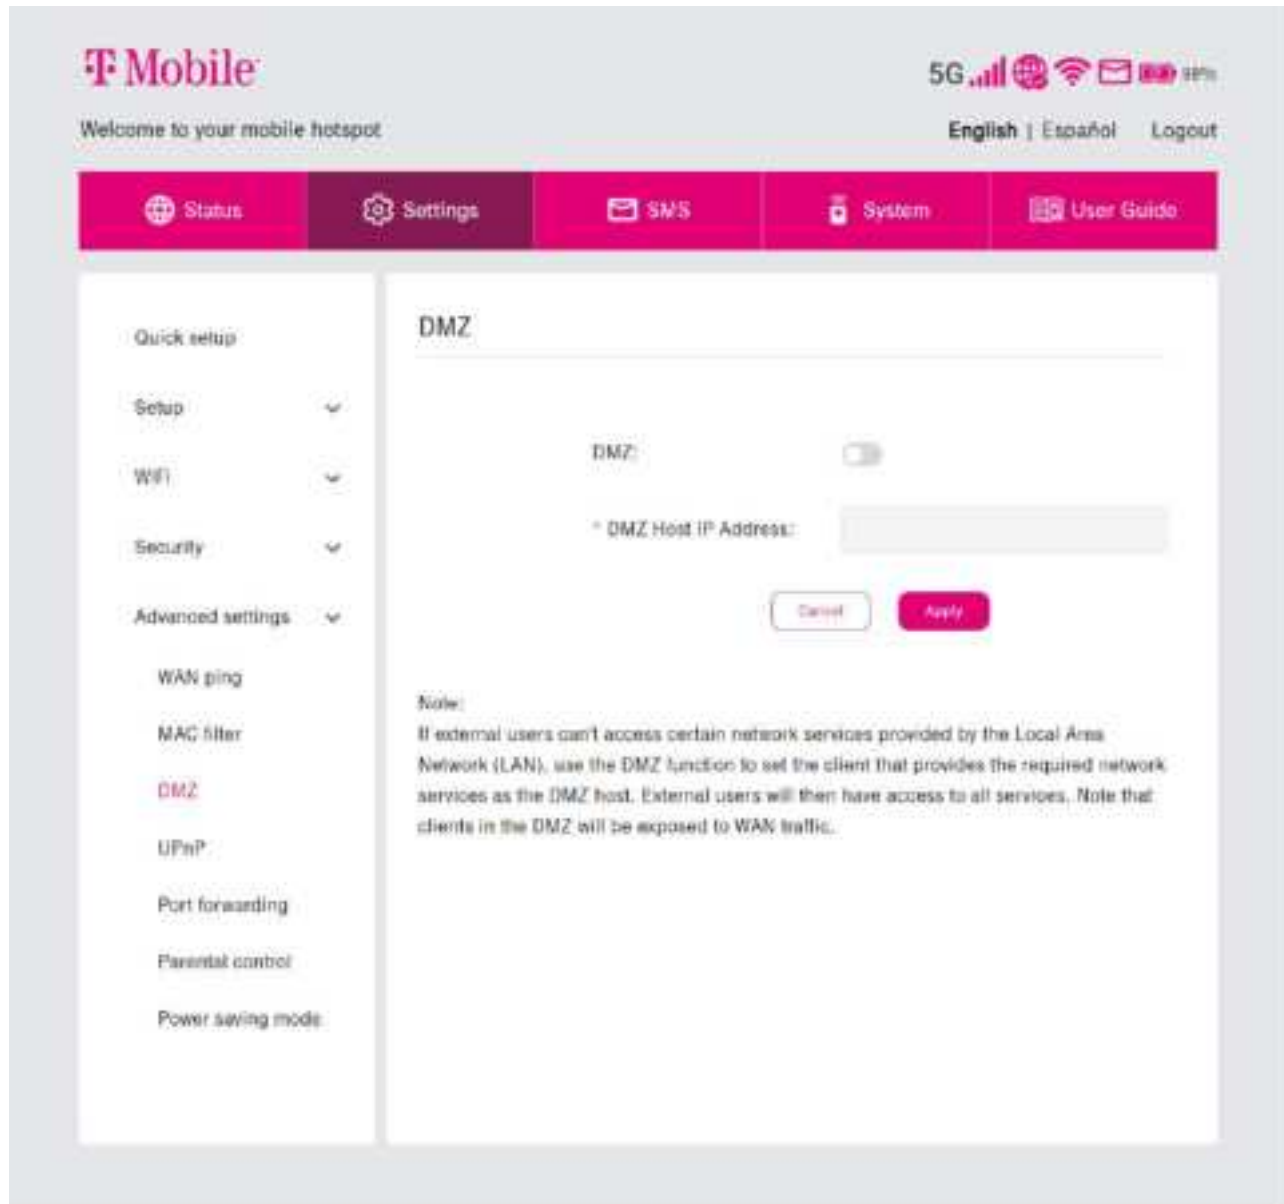 T Mobile
5G 98%
Welcome to your mobile hotspot
English | Español Logout
Status Settings SMS System User Guide
Quick setup
Setup
WiFi
Security
Advanced settings
WAN ping
MAC filter
DMZ
UPnP
Port forwarding
Parental control
Power saving mode
DMZ
DMZ:
* DMZ Host IP Address:
Cancel Apply
Note:
If external users can't access certain network services provided by the Local Area
Network (LAN), use the DMZ function to set the client that provides the required network
services as the DMZ host. External users will then have access to all services. Note that
clients in the DMZ will be exposed to WAN traffic.